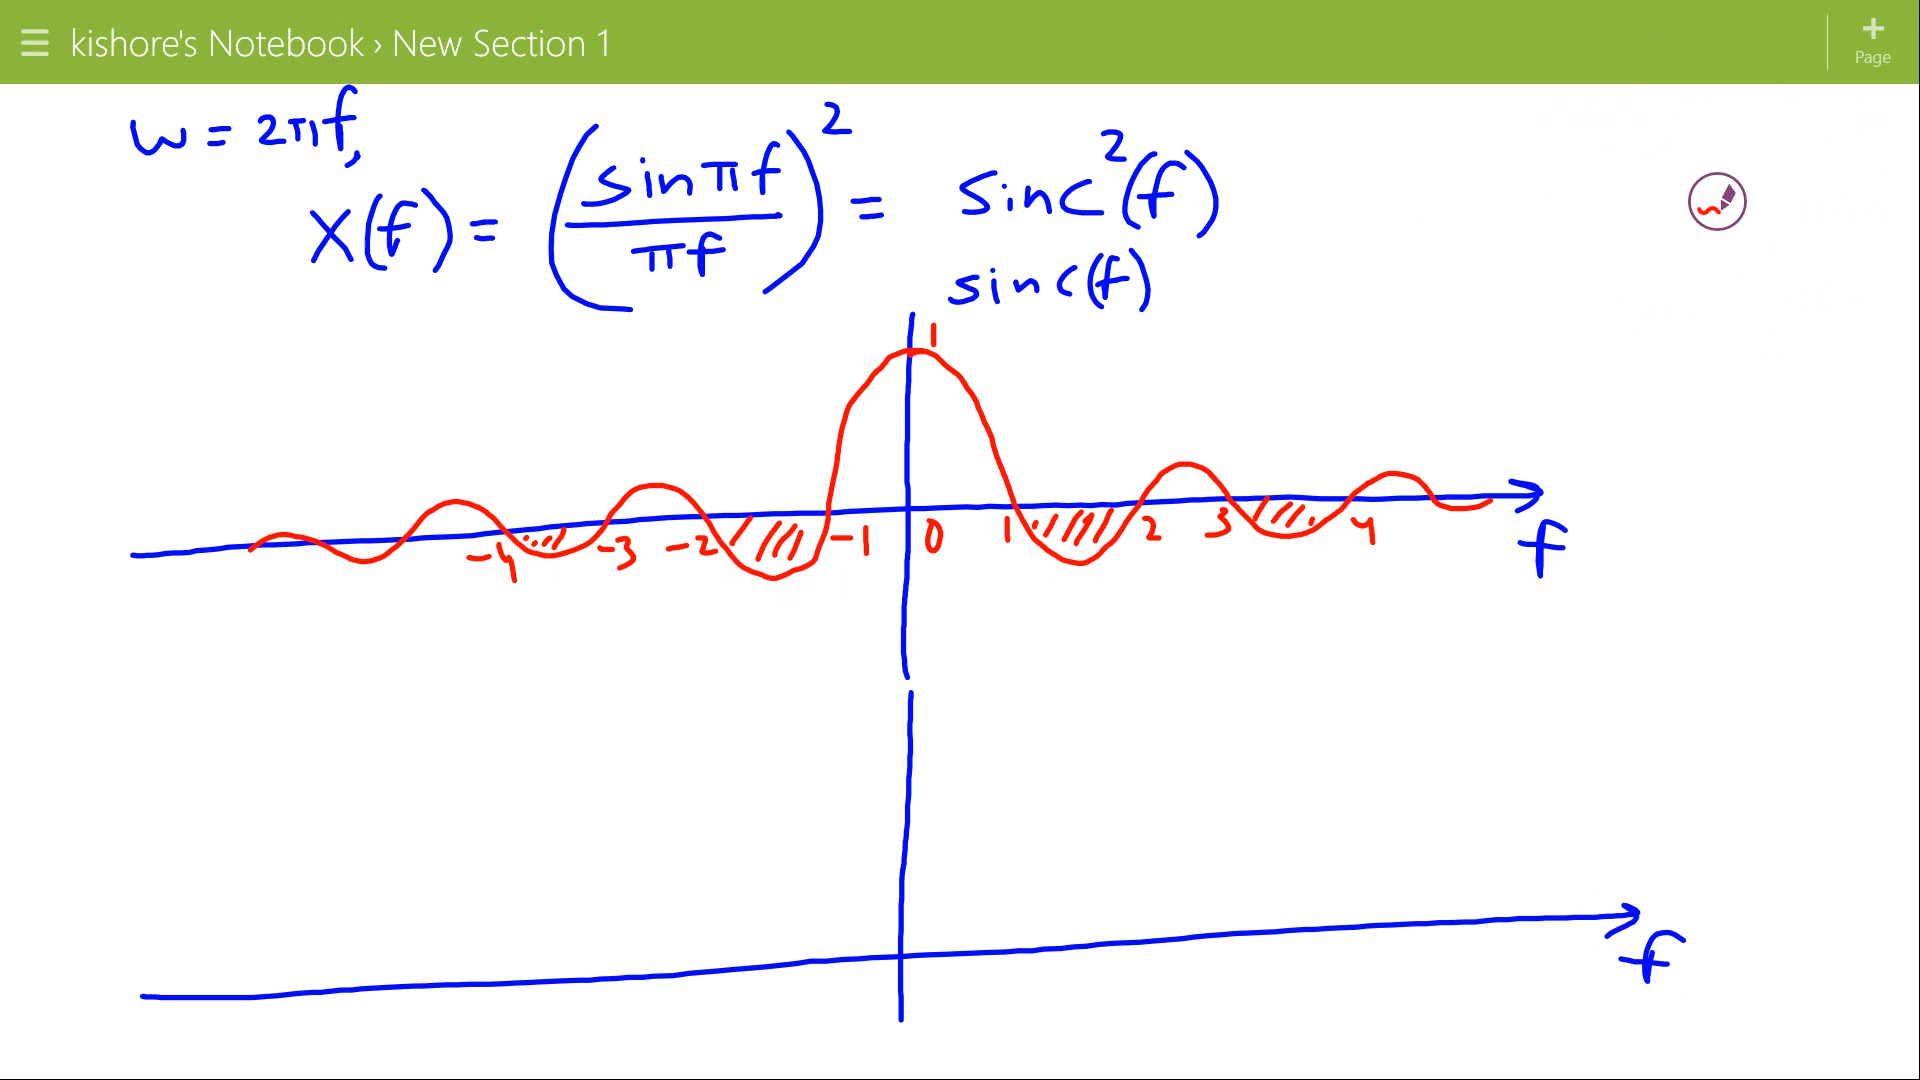 kishore's Notebook › New Section 1
Page
w = 2πf,
X(f) = (sinπf / πf)² = sinc²(f)
sinc(f)
1
-4 -3 -2 -1 0 1 2 3 4
f
f